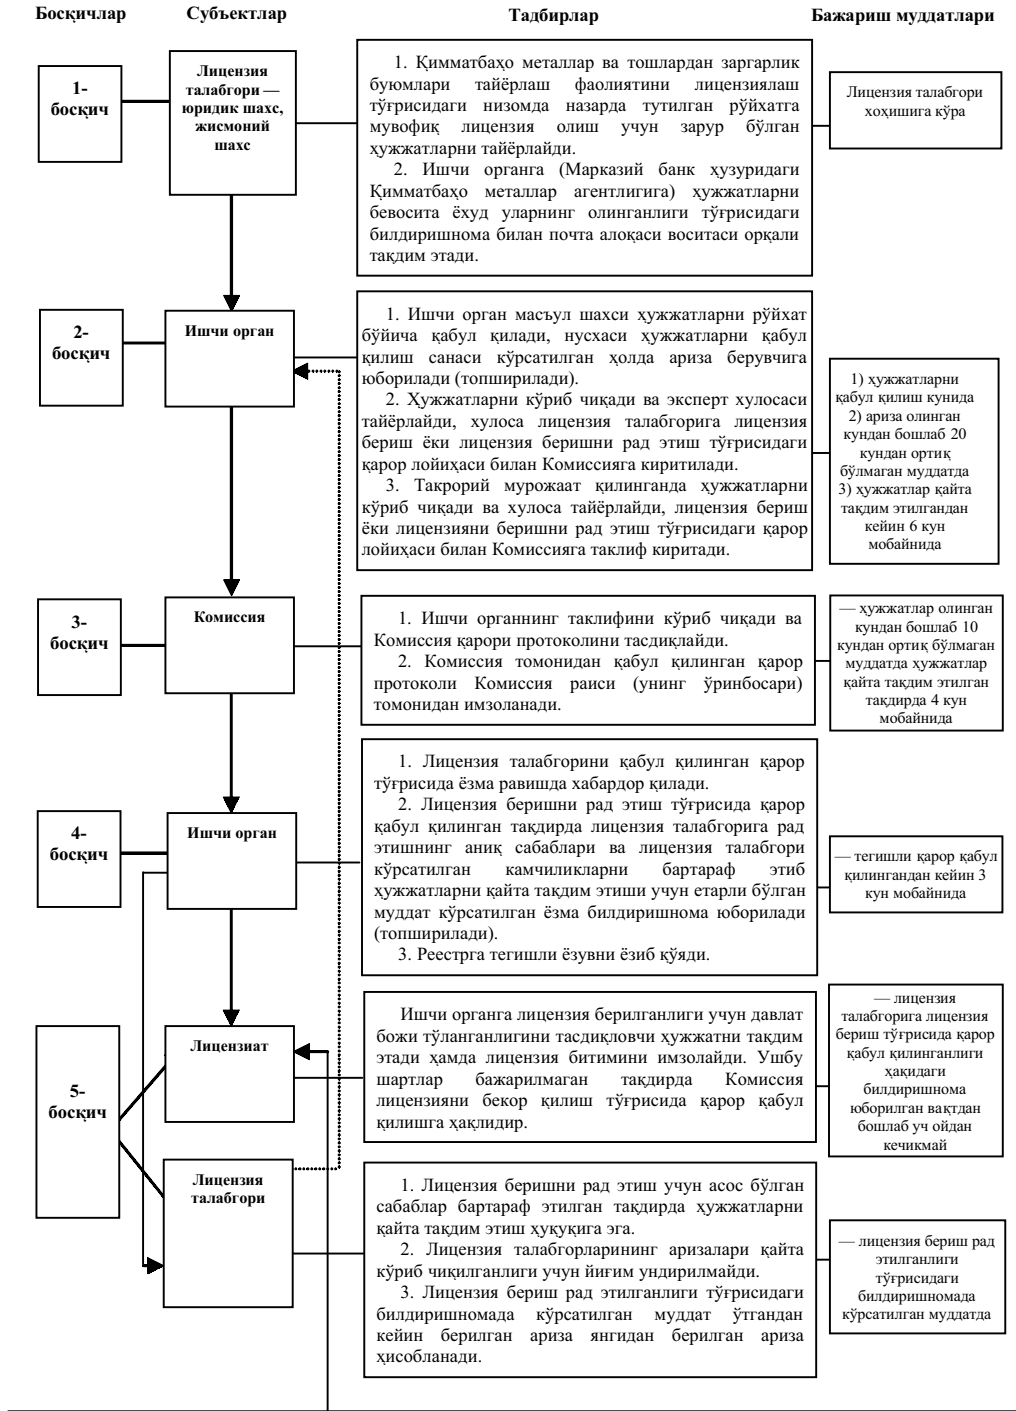 Босқичлар Субъектлар Тадбирлар Бажариш муддатлари
1-
босқич
Лицензия
талабгори —
юридик шахс,
жисмоний
шахс
1. Қимматбаҳо металлар ва тошлардан заргарлик
буюмлари тайёрлаш фаолиятини лицензиялаш
тўғрисидаги низомда назарда тутилган рўйхатга
мувофиқ лицензия олиш учун зарур бўлган
ҳужжатларни тайёрлайди.
2. Ишчи органга (Марказий банк ҳузуридаги
Қимматбаҳо металлар агентлигига) ҳужжатларни
бевосита ёхуд уларнинг олинганлиги тўғрисидаги
билдиришнома билан почта алоқаси воситаси орқали
тақдим этади.
Лицензия талабгори
хоҳишига кўра
2-
босқич
Ишчи орган
1. Ишчи орган масъул шахси ҳужжатларни рўйхат
бўйича қабул қилади, нусхаси ҳужжатларни қабул
қилиш санаси кўрсатилган ҳолда ариза берувчига
юборилади (топширилади).
2. Ҳужжатларни кўриб чиқади ва эксперт хулосаси
тайёрлайди, хулоса лицензия талабгорига лицензия
бериш ёки лицензия беришни рад этиш тўғрисидаги
қарор лойиҳаси билан Комиссияга киритилади.
3. Такрорий мурожаат қилинганда ҳужжатларни
кўриб чиқади ва хулоса тайёрлайди, лицензия бериш
ёки лицензияни беришни рад этиш тўғрисидаги қарор
лойиҳаси билан Комиссияга таклиф киритади.
1) ҳужжатларни
қабул қилиш кунида
2) ариза олинган
кундан бошлаб 20
кундан ортиқ
бўлмаган муддатда
3) ҳужжатлар қайта
тақдим этилгандан
кейин 6 кун
мобайнида
3-
босқич
Комиссия
1. Ишчи органнинг таклифини кўриб чиқади ва
Комиссия қарори протоколини тасдиқлайди.
2. Комиссия томонидан қабул қилинган қарор
протоколи Комиссия раиси (унинг ўринбосари)
томонидан имзоланади.
— ҳужжатлар олинган
кундан бошлаб 10
кундан ортиқ бўлмаган
муддатда ҳужжатлар
қайта тақдим этилган
тақдирда 4 кун
мобайнида
4-
босқич
Ишчи орган
1. Лицензия талабгорини қабул қилинган қарор
тўғрисида ёзма равишда хабардор қилади.
2. Лицензия беришни рад этиш тўғрисида қарор
қабул қилинган тақдирда лицензия талабгорига рад
этишнинг аниқ сабаблари ва лицензия талабгори
кўрсатилган камчиликларни бартараф этиб
ҳужжатларни қайта тақдим этиши учун етарли бўлган
муддат кўрсатилган ёзма билдиришнома юборилади
(топширилади).
3. Реестрга тегишли ёзувни ёзиб қўяди.
— тегишли қарор қабул
қилингандан кейин 3
кун мобайнида
5-
босқич
Лицензиат
Ишчи органга лицензия берилганлиги учун давлат
божи тўланганлигини тасдиқловчи ҳужжатни тақдим
этади ҳамда лицензия битимини имзолайди. Ушбу
шартлар бажарилмаган тақдирда Комиссия
лицензияни бекор қилиш тўғрисида қарор қабул
қилишга ҳақлидир.
— лицензия
талабгорига лицензия
бериш тўғрисида қарор
қабул қилинганлиги
ҳақидаги
билдиришнома
юборилган вақтдан
бошлаб уч ойдан
кечикмай
Лицензия
талабгори
1. Лицензия беришни рад этиш учун асос бўлган
сабаблар бартараф этилган тақдирда ҳужжатларни
қайта тақдим этиш ҳуқуқига эга.
2. Лицензия талабгорларининг аризалари қайта
кўриб чиқилганлиги учун йиғим ундирилмайди.
3. Лицензия бериш рад этилганлиги тўғрисидаги
билдиришномада кўрсатилган муддат ўтгандан
кейин берилган ариза янгидан берилган ариза
ҳисобланади.
— лицензия бериш рад
этилганлиги
тўғрисидаги
билдиришномада
кўрсатилган муддатда